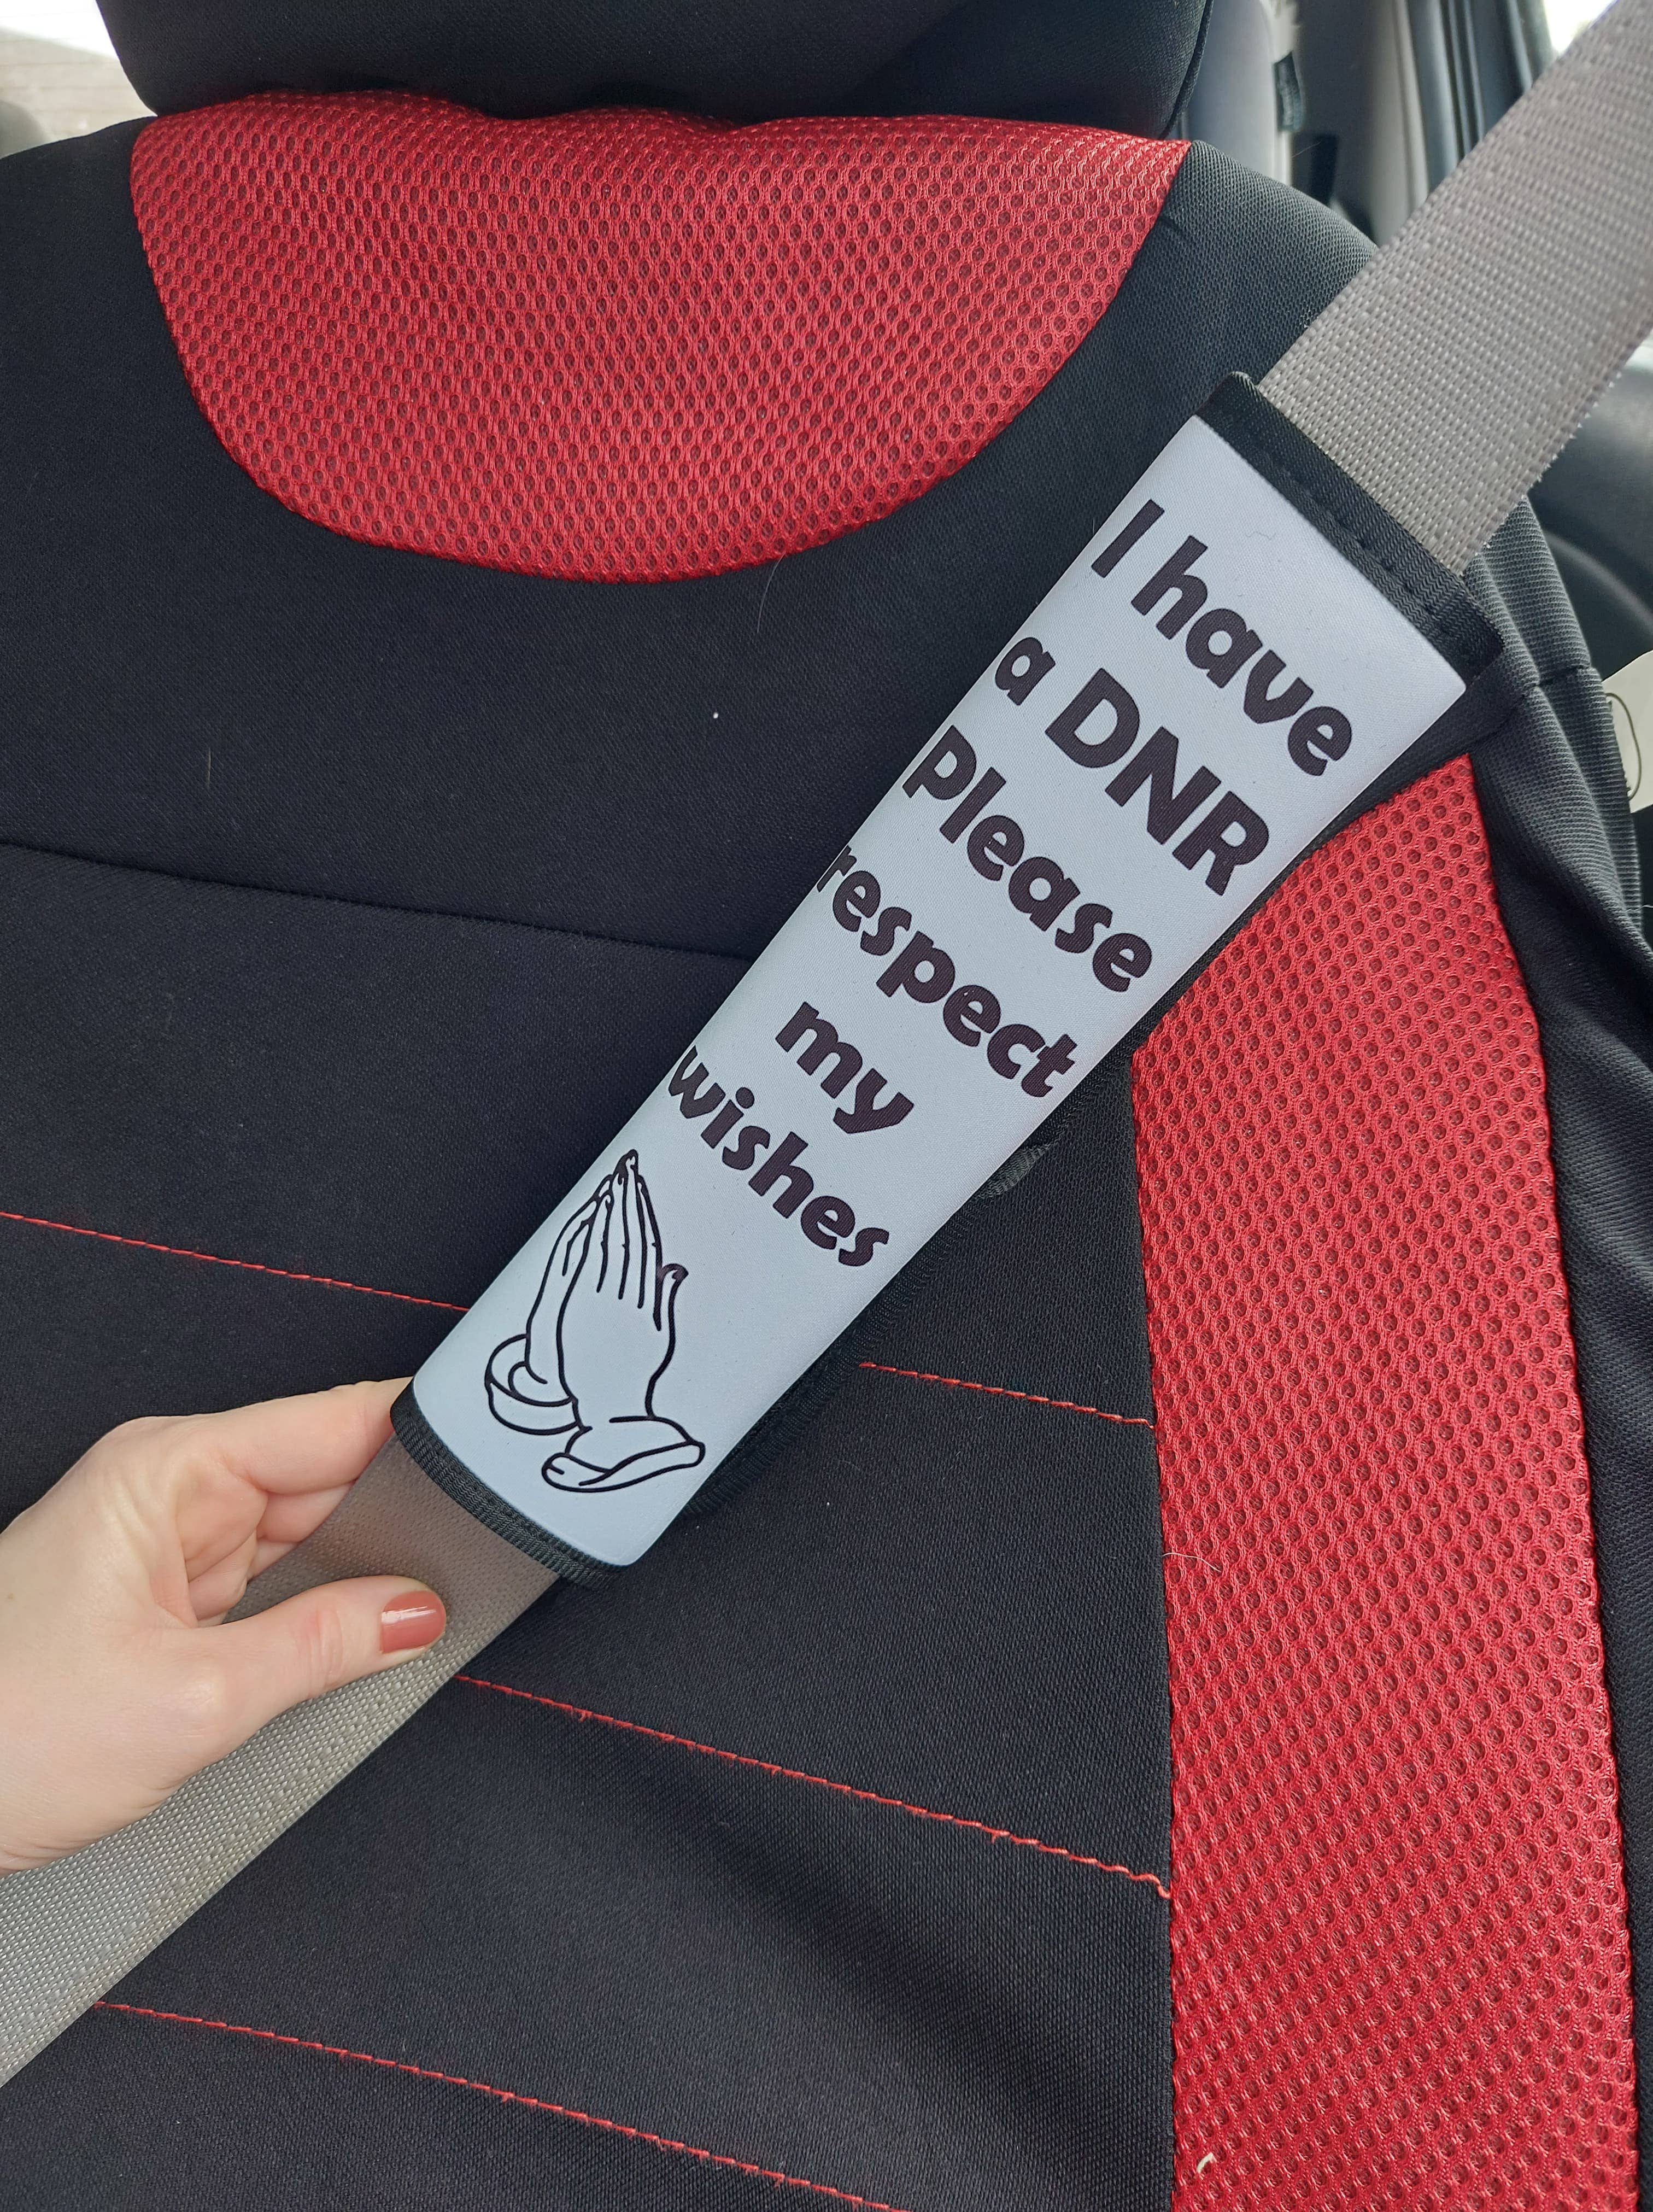 I have
a DNR
Please
respect
my
wishes